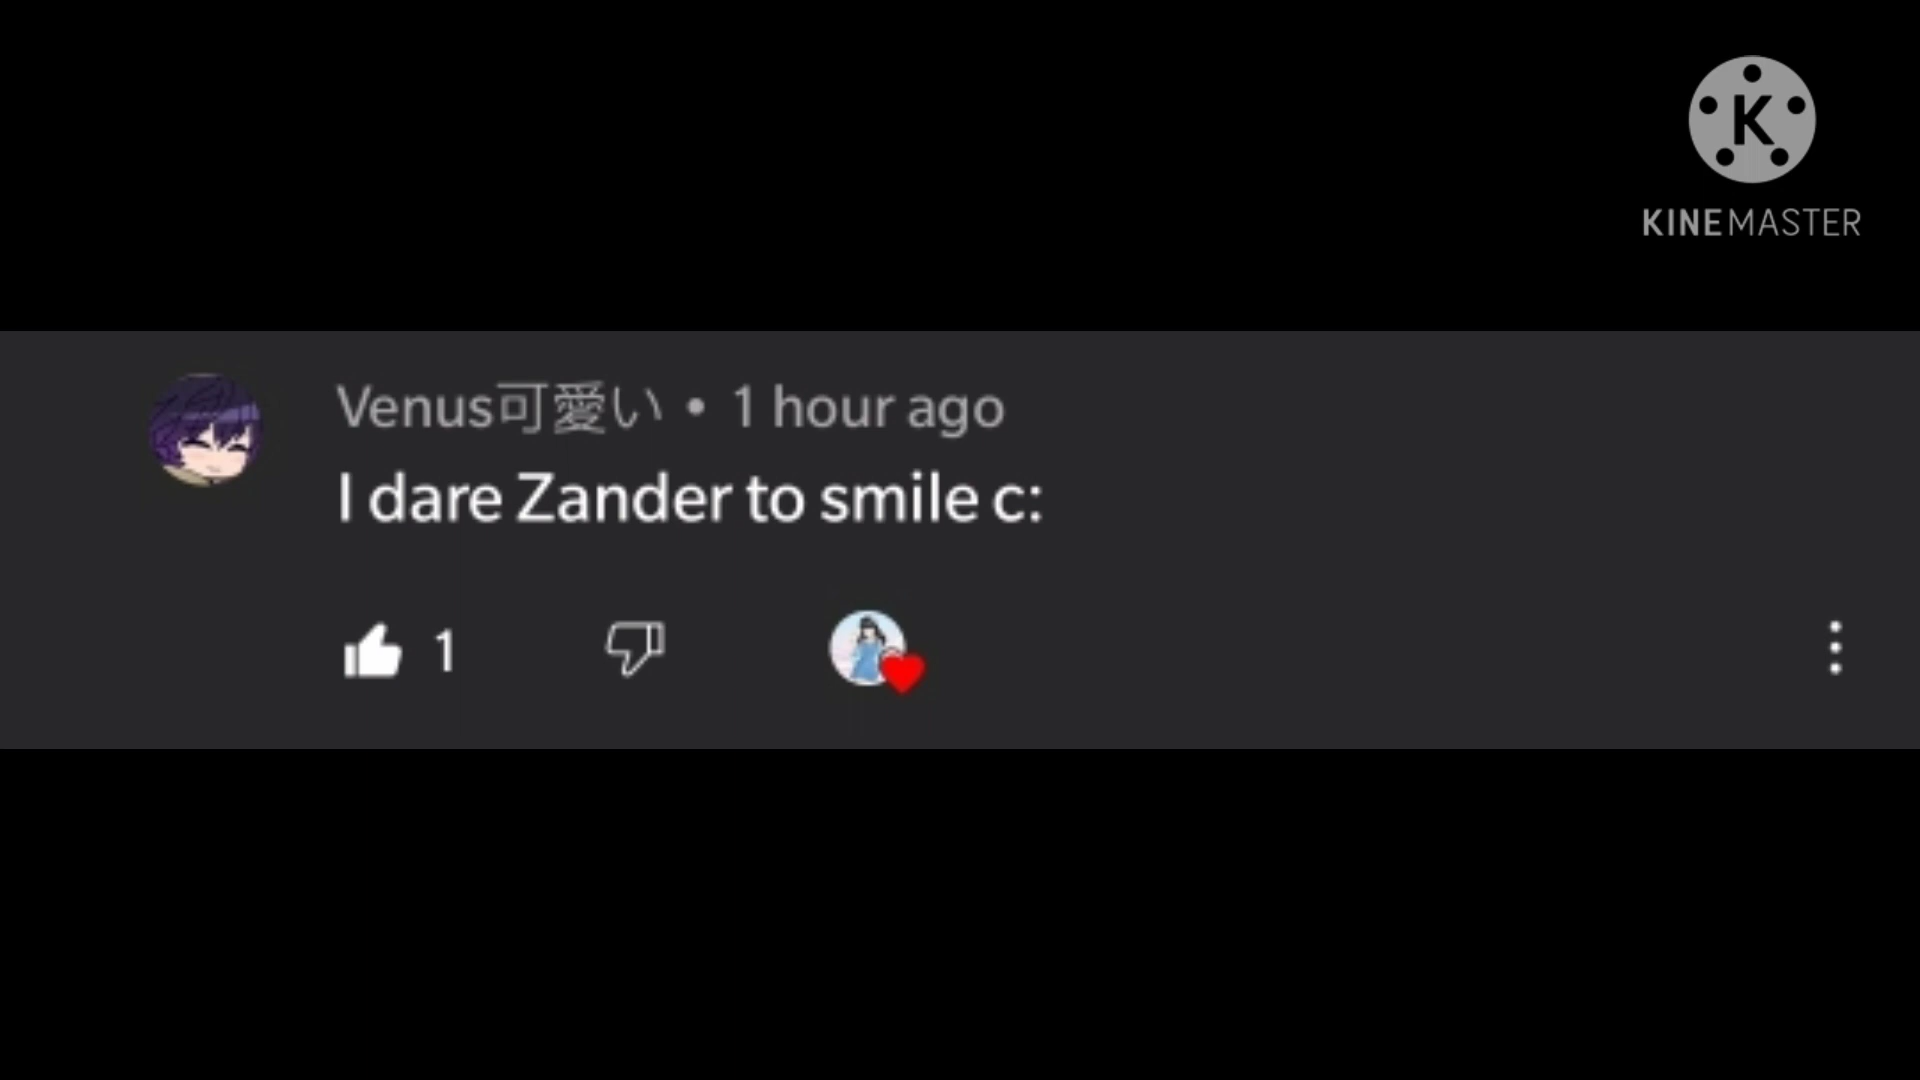 K
KINEMASTER
Venus可愛い • 1 hour ago
I dare Zander to smile c:
1